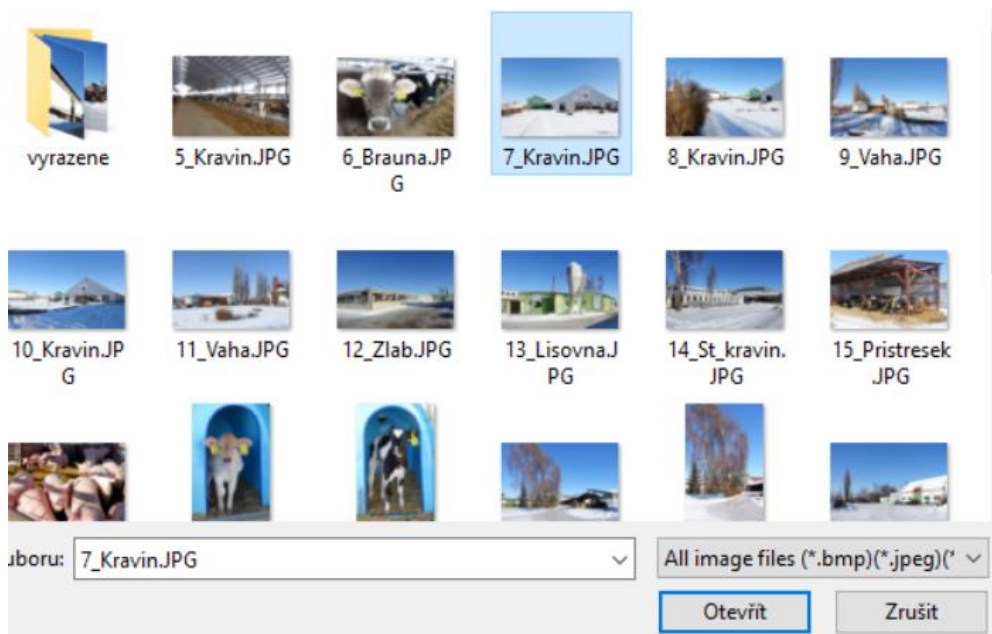 vyrazene
5_Kravin.JPG
6_Brauna.JP
G
7_Kravin.JPG
8_Kravin.JPG
9_Vaha.JPG
10_Kravin.JP
G
11_Vaha.JPG
12_Zlab.JPG
13_Lisovna.J
PG
14_St_kravin.
JPG
15_Pristresek
.JPG
uboru: 7_Kravin.JPG All image files (*.bmp)(*.jpeg)(*
Otevřít Zrušit